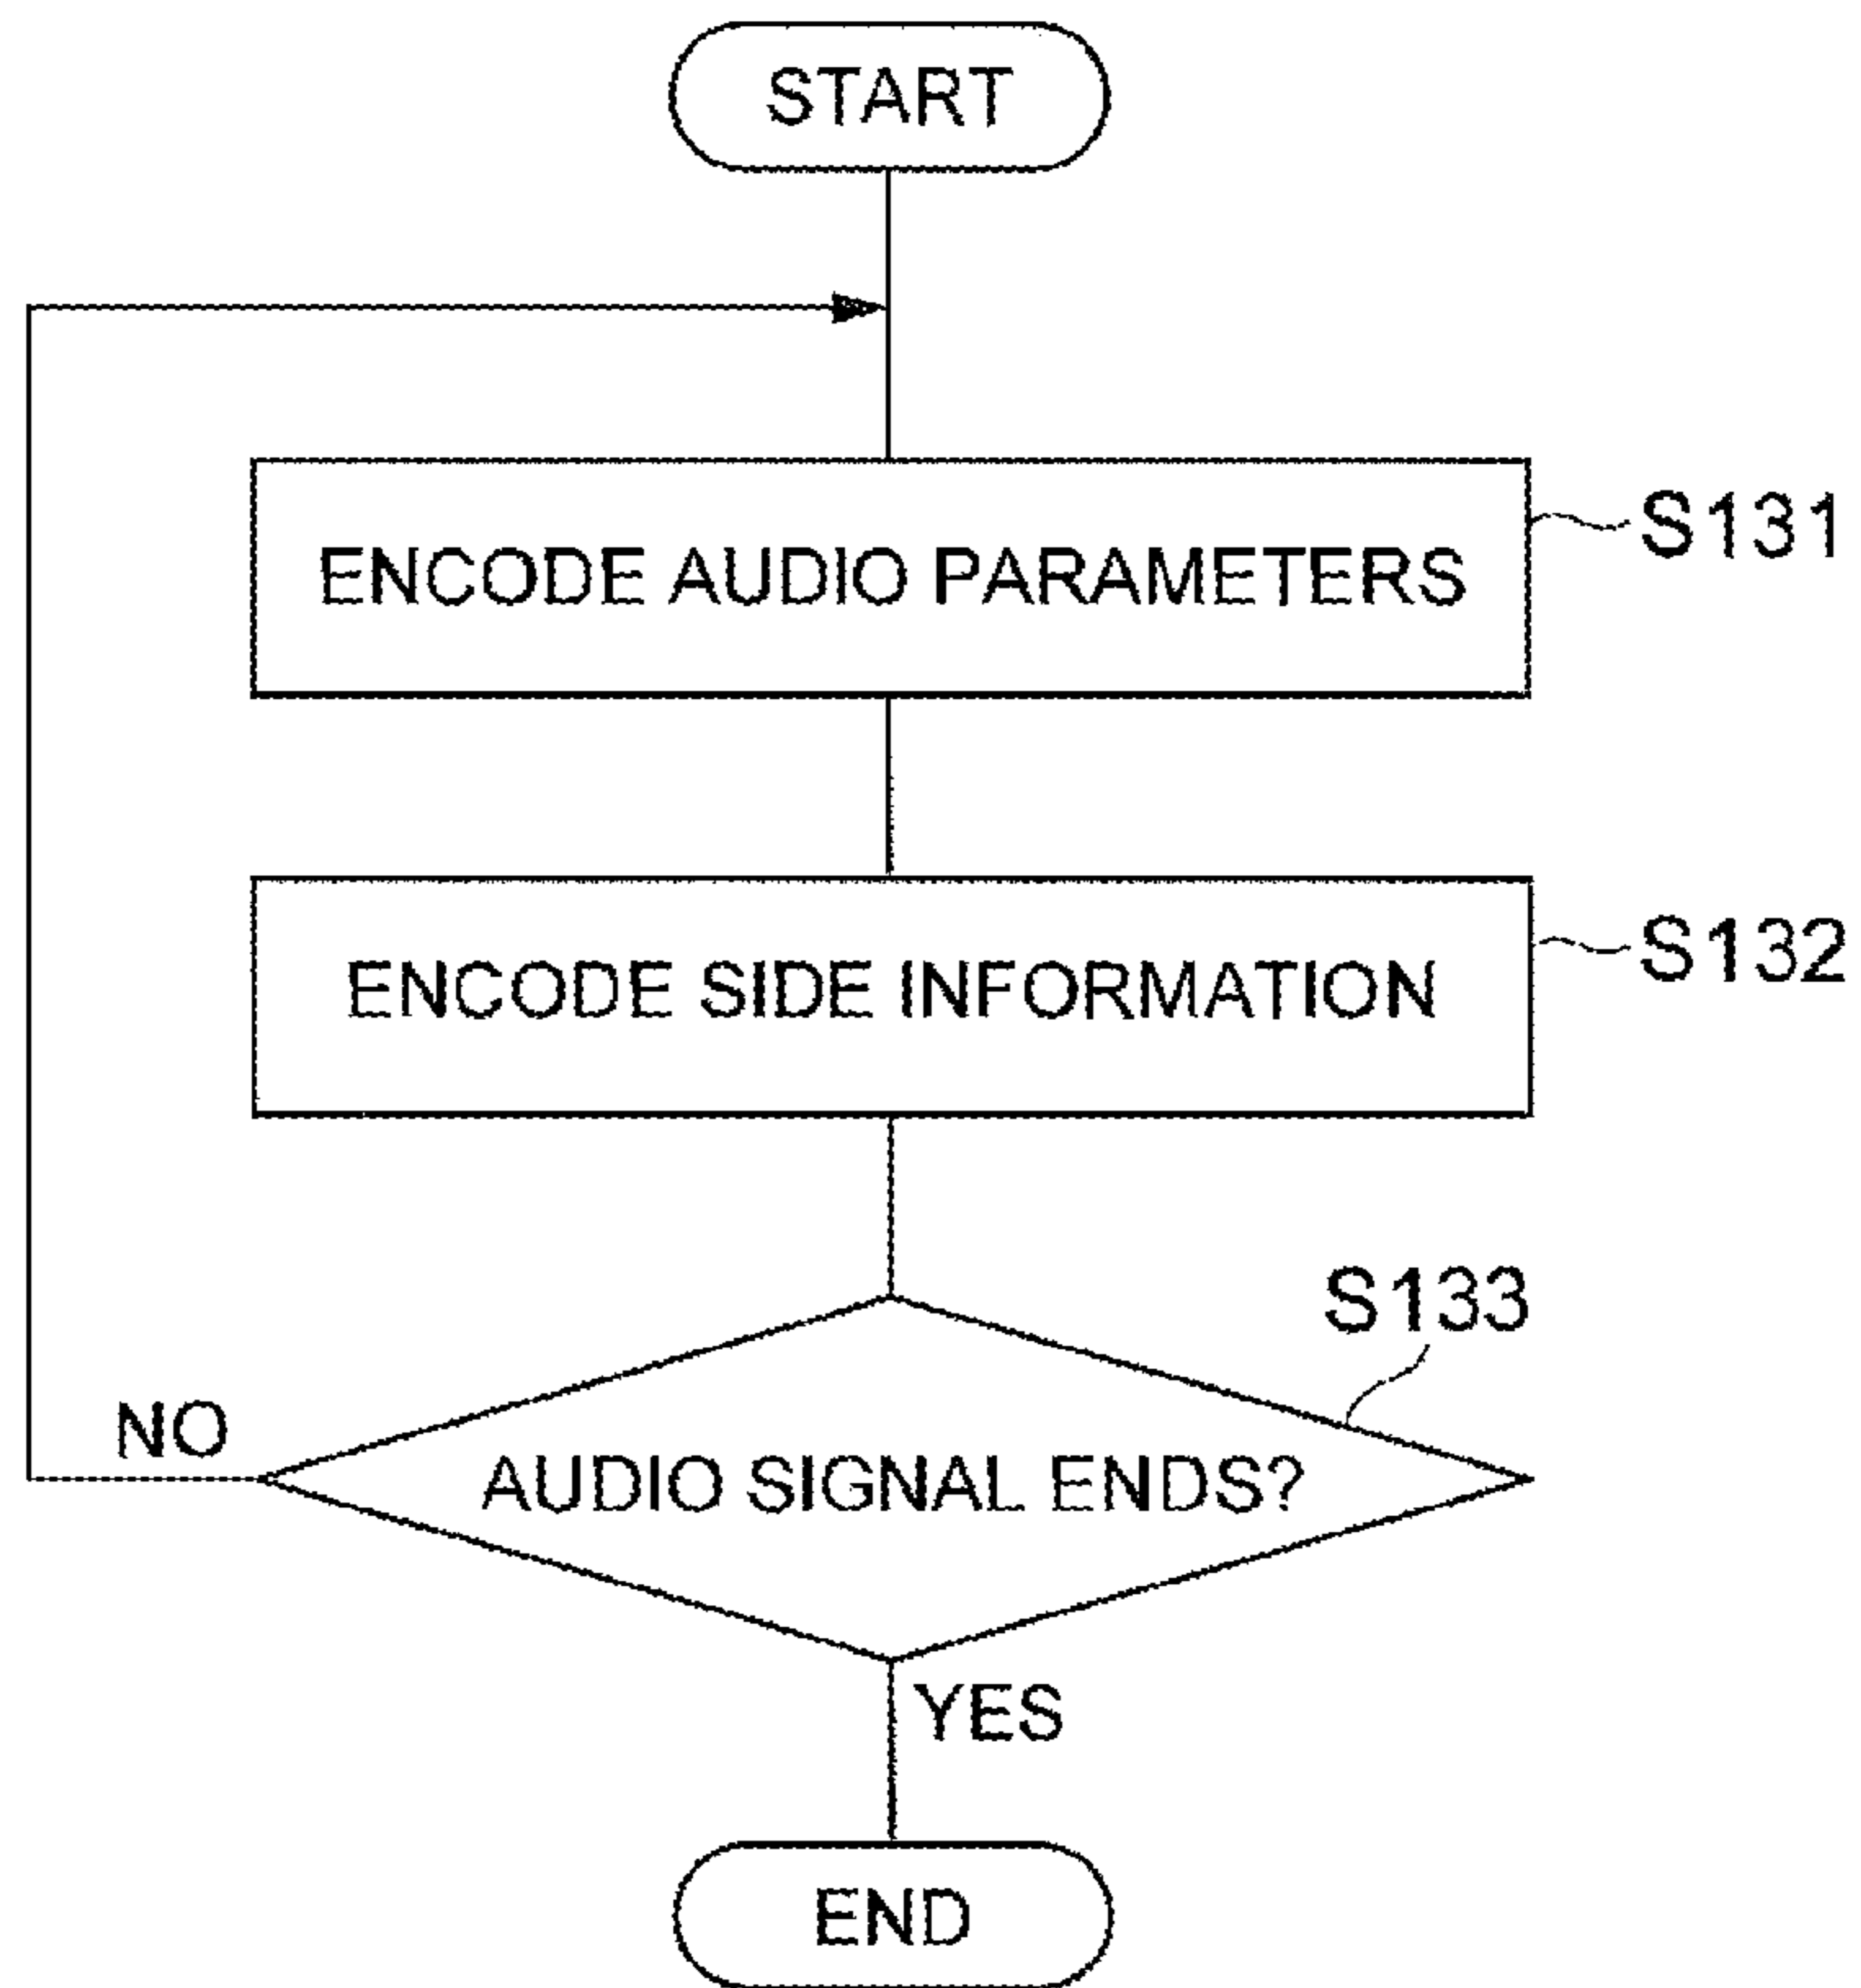 START
ENCODE AUDIO PARAMETERS
S131
ENCODE SIDE INFORMATION
S132
S133
AUDIO SIGNAL ENDS?
NO
YES
END